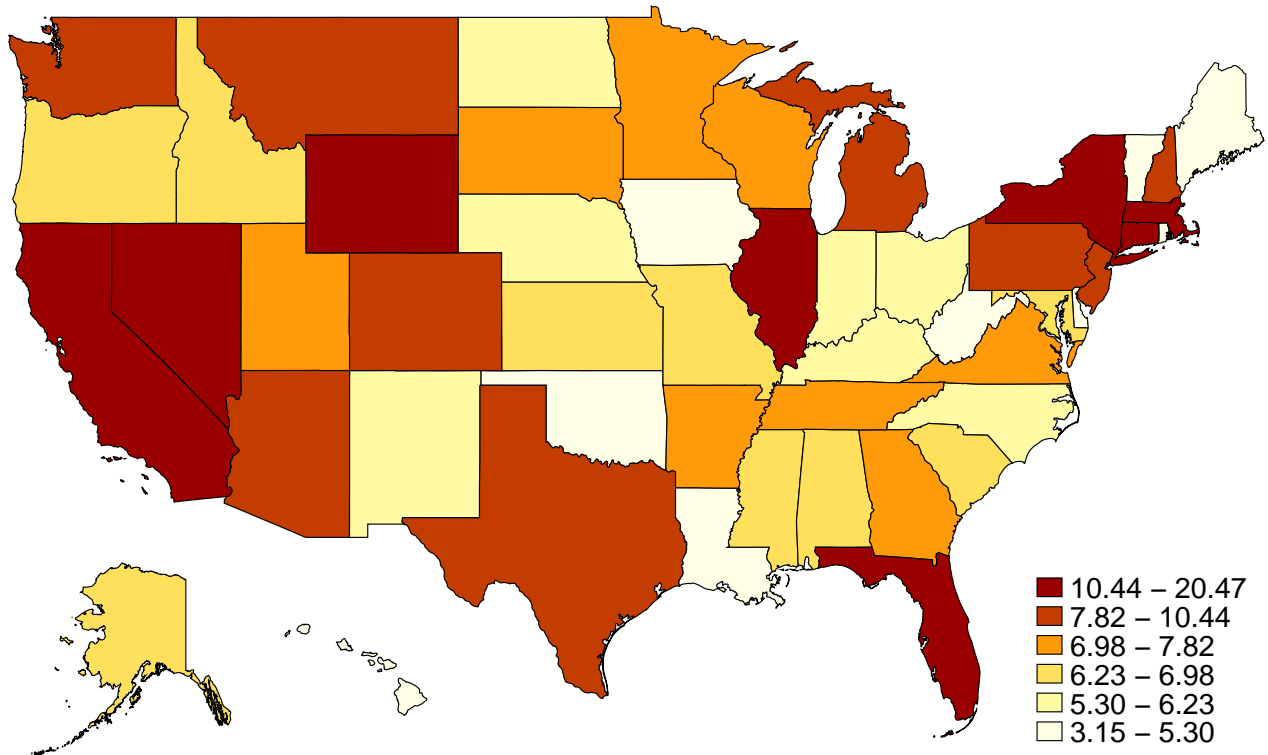 10.44 – 20.47
7.82 – 10.44
6.98 – 7.82
6.23 – 6.98
5.30 – 6.23
3.15 – 5.30